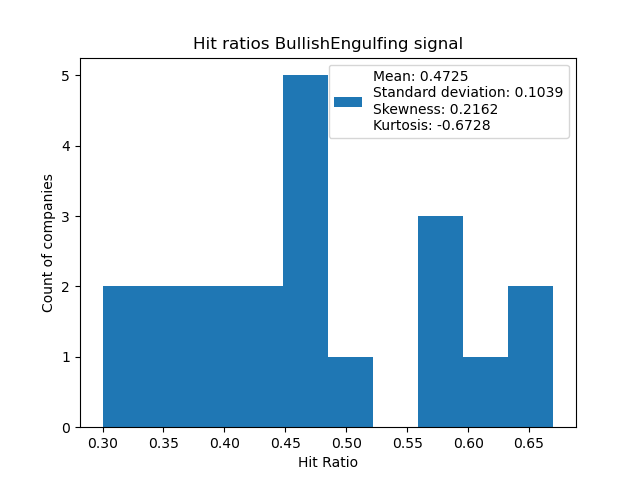 Hit ratios BullishEngulfing signal
Mean: 0.4725
Standard deviation: 0.1039
Skewness: 0.2162
Kurtosis: -0.6728
Count of companies
5
4
3
2
1
0
0.30 0.35 0.40 0.45 0.50 0.55 0.60 0.65
Hit Ratio